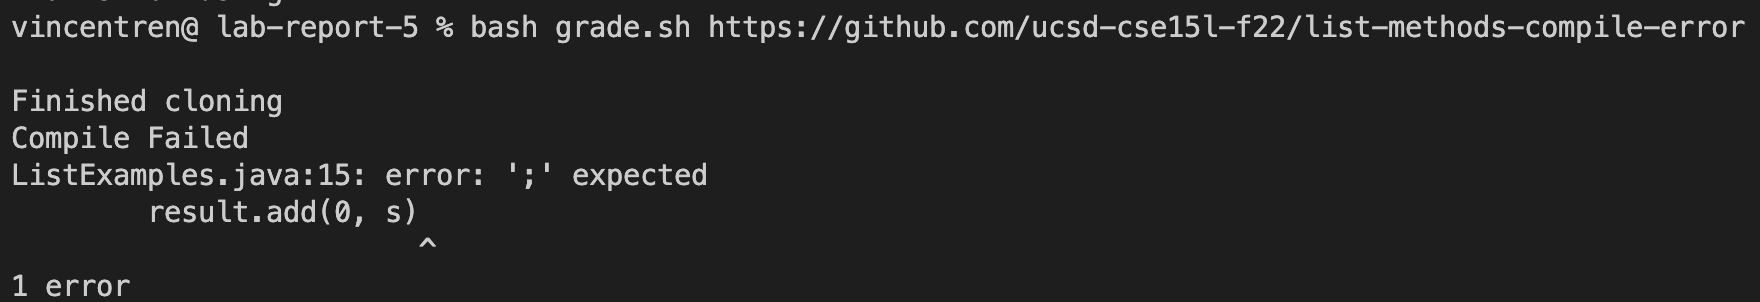 vincentren@ lab-report-5 % bash grade.sh https://github.com/ucsd-cse15l-f22/list-methods-compile-error
Finished cloning
Compile Failed
ListExamples.java:15: error: ';' expected
        result.add(0, s)
                        ^
1 error